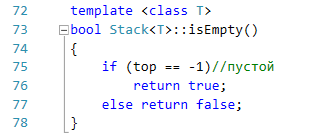 72 template <class T>
73 bool Stack<T>::isEmpty()
74 {
75 if (top == -1)//пустой
76 return true;
77 else return false;
78 }